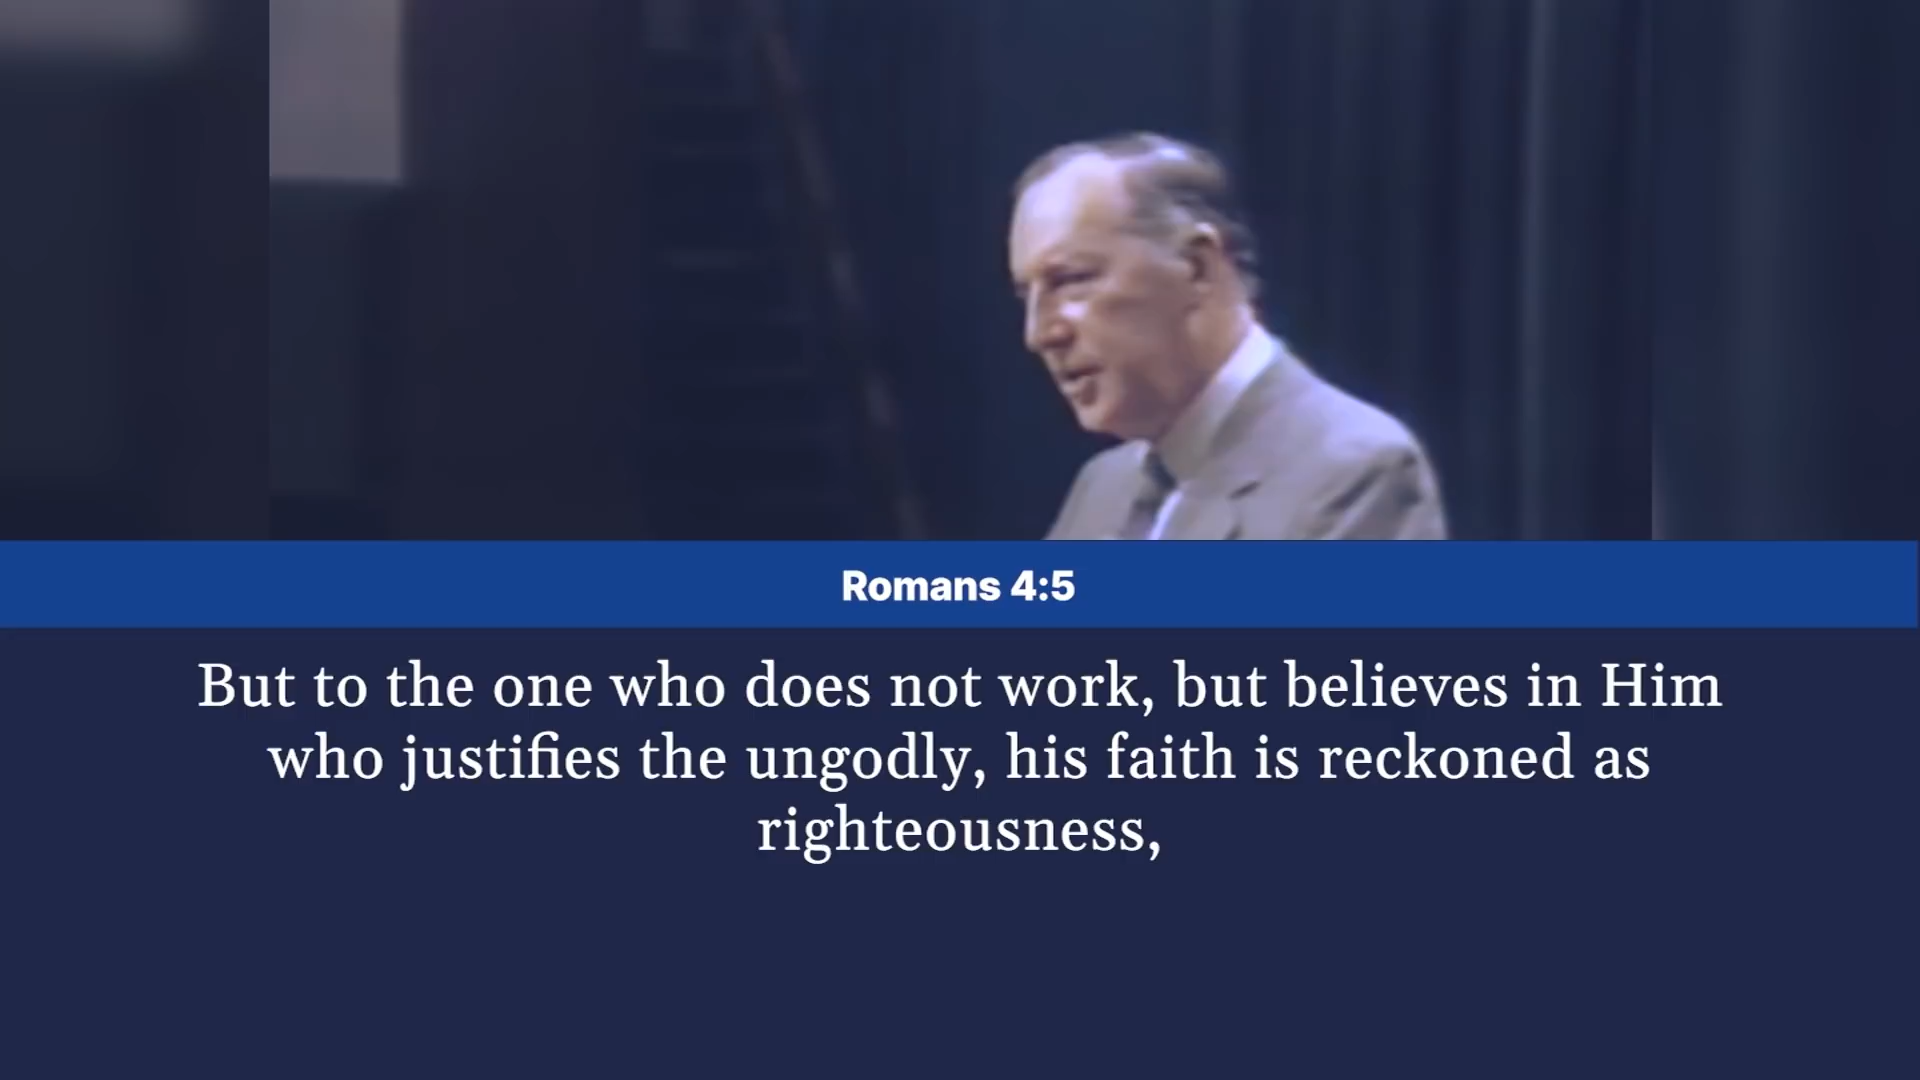 Romans 4:5
But to the one who does not work, but believes in Him
who justifies the ungodly, his faith is reckoned as
righteousness,